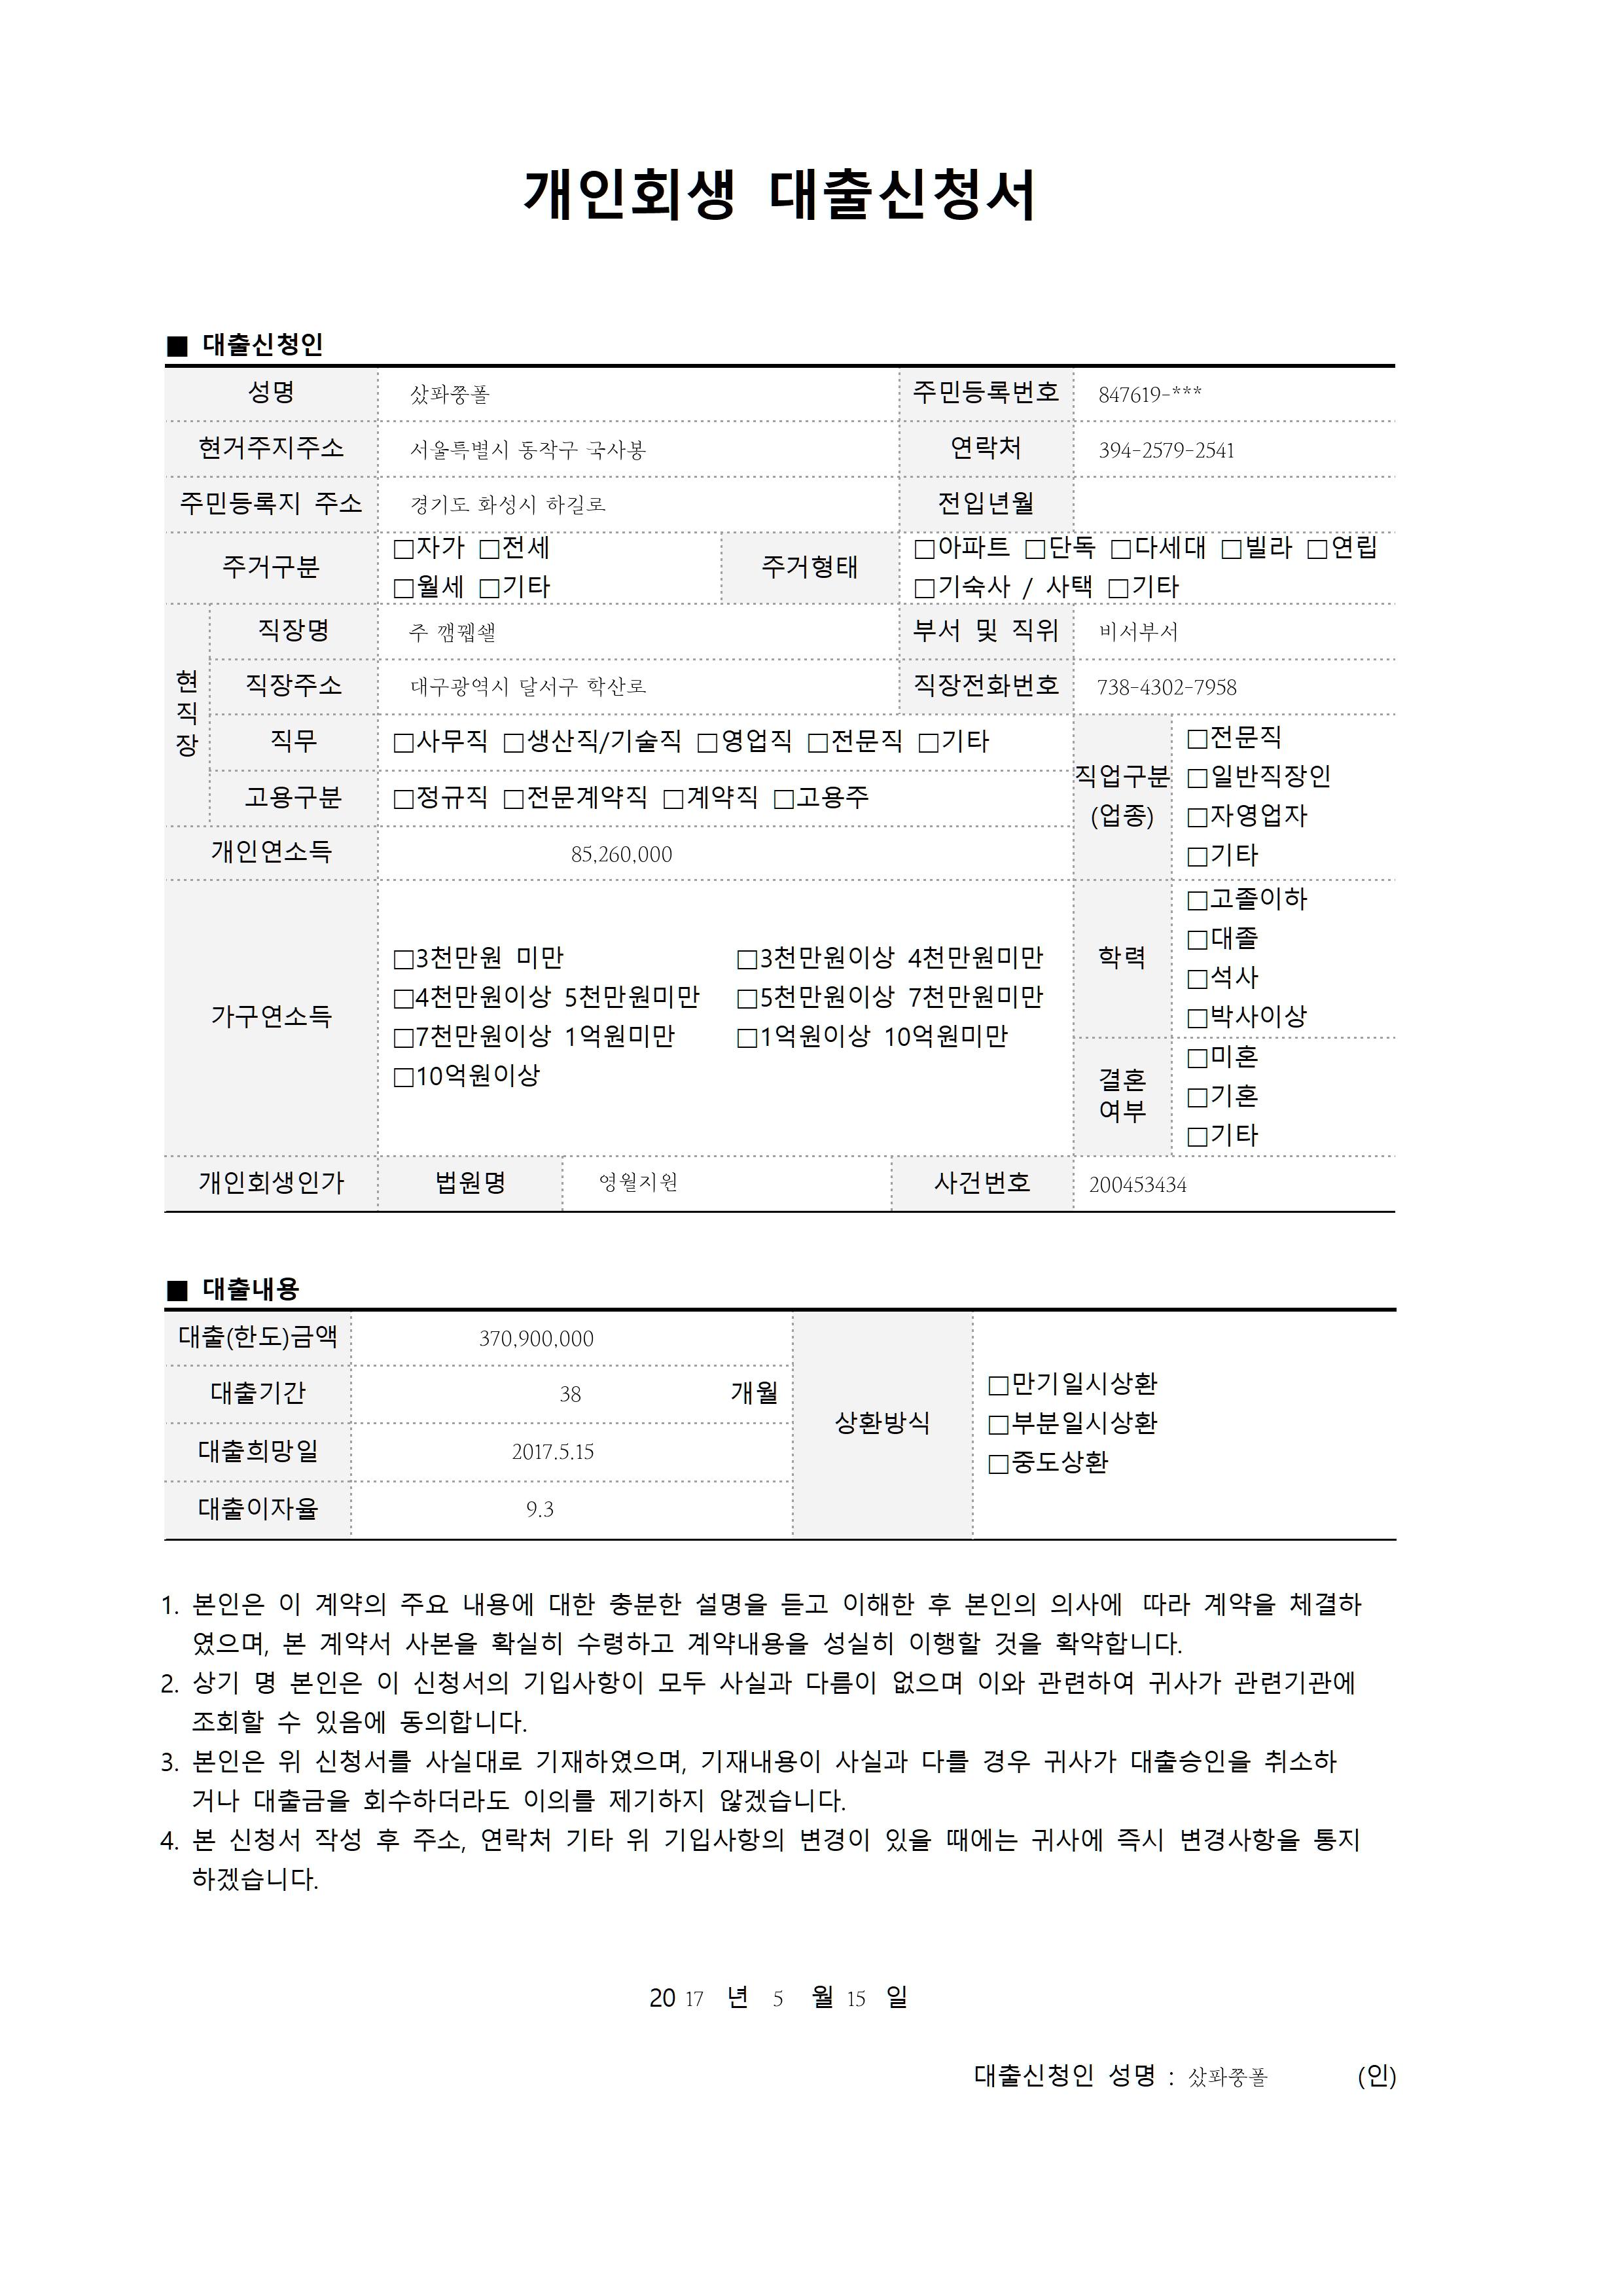 개인회생 대출신청서
■ 대출신청인
성명 샀퐈쭝폴 주민등록번호 847619-***
현거주지주소 서울특별시 동작구 국사봉 연락처 394-2579-2541
주민등록지 주소 경기도 화성시 하길로 전입년월
주거구분 □자가 □전세 □월세 □기타 주거형태 □아파트 □단독 □다세대 □빌라 □연립 □기숙사 / 사택 □기타
현직장
직장명 주 깸꿥쇌 부서 및 직위 비서부서
직장주소 대구광역시 달서구 학산로 직장전화번호 738-4302-7958
직무 □사무직 □생산직/기술직 □영업직 □전문직 □기타
고용구분 □정규직 □전문계약직 □계약직 □고용주
직업구분 (업종)
□전문직
□일반직장인
□자영업자
□기타
개인연소득 85,260,000
가구연소득
□3천만원 미만 □3천만원이상 4천만원미만
□4천만원이상 5천만원미만 □5천만원이상 7천만원미만
□7천만원이상 1억원미만 □1억원이상 10억원미만
□10억원이상
학력
□고졸이하
□대졸
□석사
□박사이상
결혼여부
□미혼
□기혼
□기타
개인회생인가 법원명 영월지원 사건번호 200453434
■ 대출내용
대출(한도)금액 370,900,000
대출기간 38 개월
대출희망일 2017.5.15
대출이자율 9.3
상환방식
□만기일시상환
□부분일시상환
□중도상환
1. 본인은 이 계약의 주요 내용에 대한 충분한 설명을 듣고 이해한 후 본인의 의사에 따라 계약을 체결하
였으며, 본 계약서 사본을 확실히 수령하고 계약내용을 성실히 이행할 것을 확약합니다.
2. 상기 명 본인은 이 신청서의 기입사항이 모두 사실과 다름이 없으며 이와 관련하여 귀사가 관련기관에
조회할 수 있음에 동의합니다.
3. 본인은 위 신청서를 사실대로 기재하였으며, 기재내용이 사실과 다를 경우 귀사가 대출승인을 취소하
거나 대출금을 회수하더라도 이의를 제기하지 않겠습니다.
4. 본 신청서 작성 후 주소, 연락처 기타 위 기입사항의 변경이 있을 때에는 귀사에 즉시 변경사항을 통지
하겠습니다.
20 17 년 5 월 15 일
대출신청인 성명 : 샀퐈쭝폴 (인)